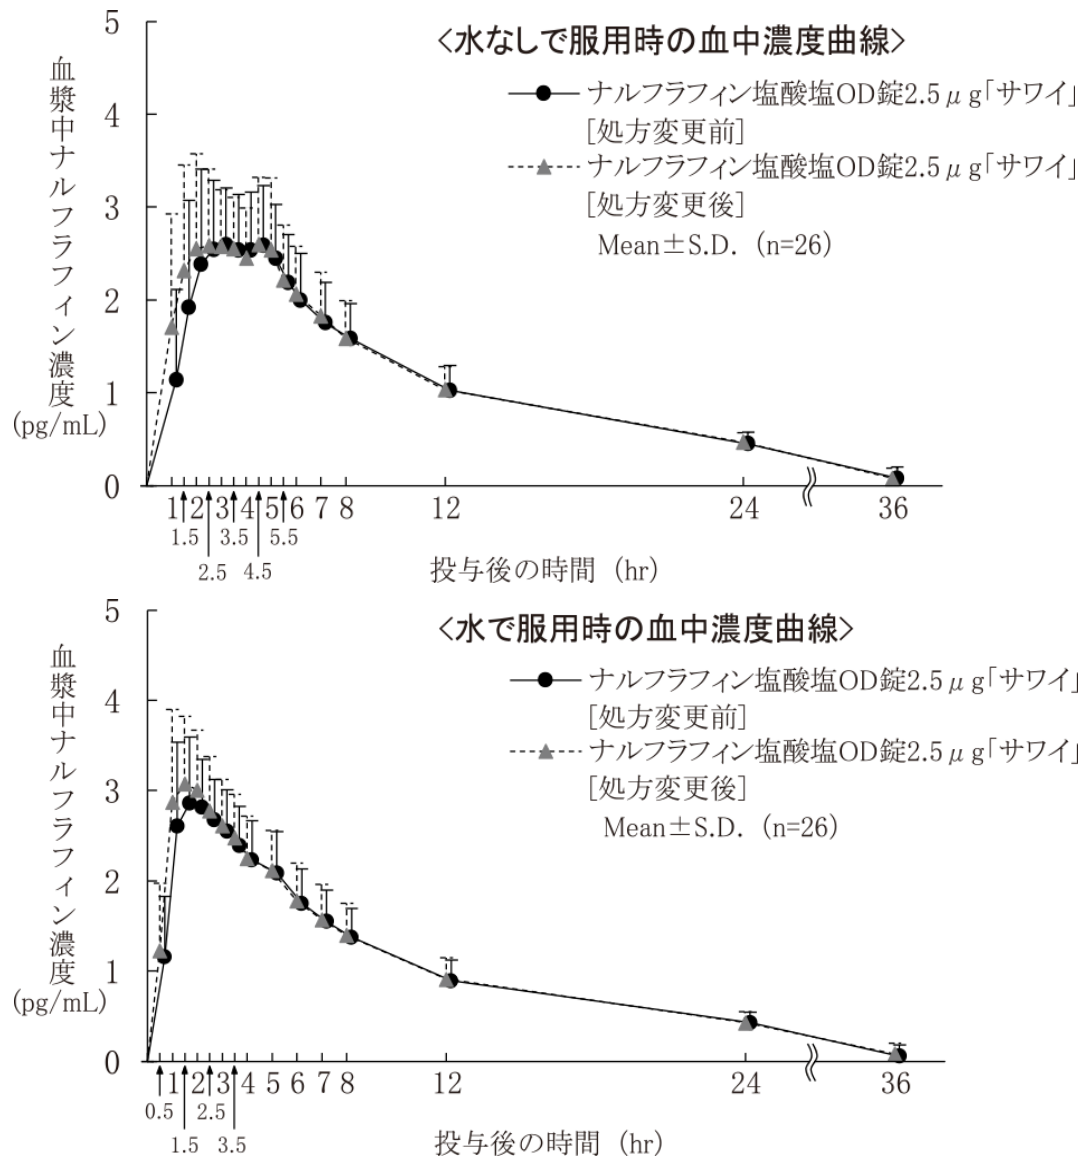 <水なしで服用時の血中濃度曲線>
ナルフラフィン塩酸塩OD錠2.5μg「サワイ」
[処方変更前]
ナルフラフィン塩酸塩OD錠2.5μg「サワイ」
[処方変更後]
Mean±S.D. (n=26)
血漿中ナルフラフィン濃度
(pg/mL)
5
4
3
2
1
0
1 2 3 4 5 6 7 8 12 24 36
1.5 3.5 5.5
2.5 4.5
投与後の時間 (hr)
<水で服用時の血中濃度曲線>
ナルフラフィン塩酸塩OD錠2.5μg「サワイ」
[処方変更前]
ナルフラフィン塩酸塩OD錠2.5μg「サワイ」
[処方変更後]
Mean±S.D. (n=26)
血漿中ナルフラフィン濃度
(pg/mL)
5
4
3
2
1
0
1 2 3 4 5 6 7 8 12 24 36
0.5 2.5
1.5 3.5
投与後の時間 (hr)